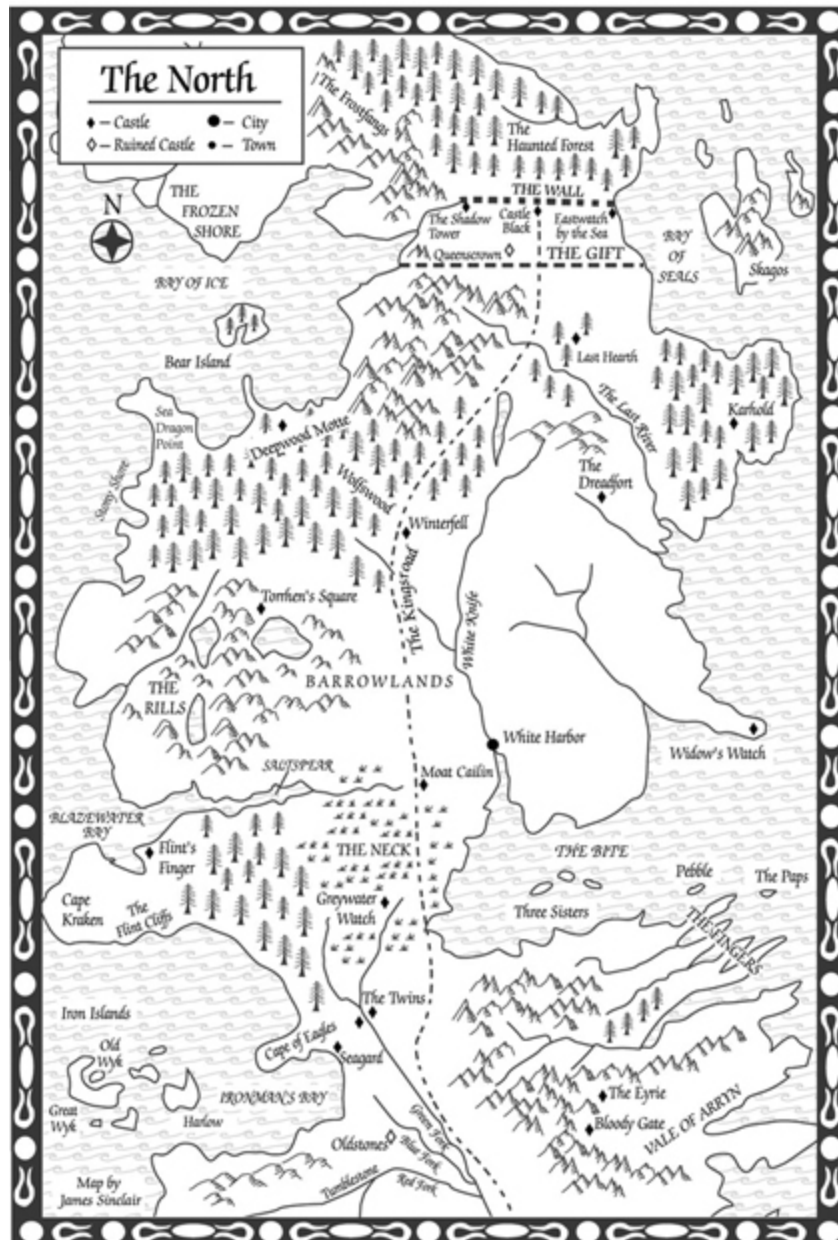 The North
– Castle
– City
– Ruined Castle
– Town
The Frostfangs
The
Haunted Forest
THE
FROZEN
SHORE
N
THE WALL
The Shadow
Tower
Castle
Black
Eastwatch
by the Sea
Queenscrown
THE GIFT
BAY
OF
SEALS
Skagos
BAY OF ICE
Bear Island
Last Hearth
The Last River
Karhold
Sea
Dragon
Point
Deepwood Motte
Stony Shore
Wolfswood
The
Dreadfort
Winterfell
The Kingsroad
White Knife
Torrhen's Square
BARROWLANDS
THE
RILLS
White Harbor
Widow's Watch
SALTSPEAR
Moat Cailin
BLAZEWATER
BAY
Flint's
Finger
THE NECK
THE BITE
Cape
Kraken
The
Flint Cliffs
Greywater
Watch
Three Sisters
Pebble
The Paps
THE FINGERS
The Twins
Iron Islands
Cape of Eagles
Seagard
Old
Wyk
Great
Wyk
Harlow
IRONMAN'S BAY
The Eyrie
Bloody Gate
VALE OF ARRYN
Oldstones
Green Fork
Blue Fork
Tumblestone
Red Fork
Map by
James Sinclair